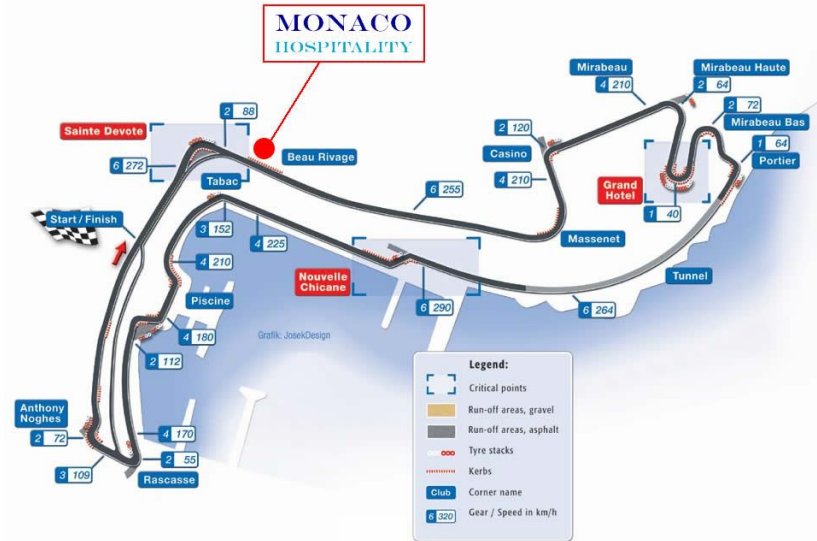 MONACO
HOSPITALITY
Mirabeau
4 210
Mirabeau Haute
2 64
2 72
Mirabeau Bas
1 64
Portier
2 88
Sainte Devote
6 272
Beau Rivage
Tabac
2 120
Casino
4 210
6 255
Grand
Hotel
1 40
Start/Finish
3 152
4 225
Massenet
4 210
Nouvelle
Chicane
Tunnel
Piscine
6 290
6 264
4 180
Grafik: JosekDesign
2 112
Legend:
Critical points
Run-off areas, gravel
Run-off areas, asphalt
Tyre stacks
Kerbs
Club Corner name
6 320 Gear / Speed in km/h
Anthony
Noghes
2 72
4 170
2 55
3 109
Rascasse